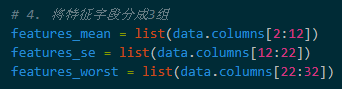 # 4. 将特征字段分成3组
features_mean = list(data.columns[2:12])
features_se = list(data.columns[12:22])
features_worst = list(data.columns[22:32])